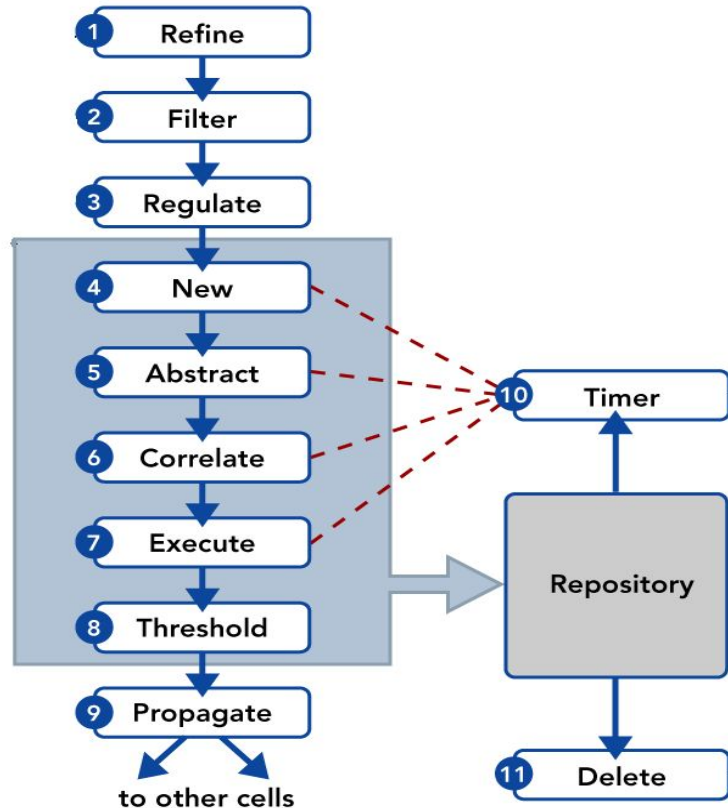 1 Refine
2 Filter
3 Regulate
4 New
5 Abstract
6 Correlate
7 Execute
8 Threshold
9 Propagate
to other cells
10 Timer
Repository
11 Delete